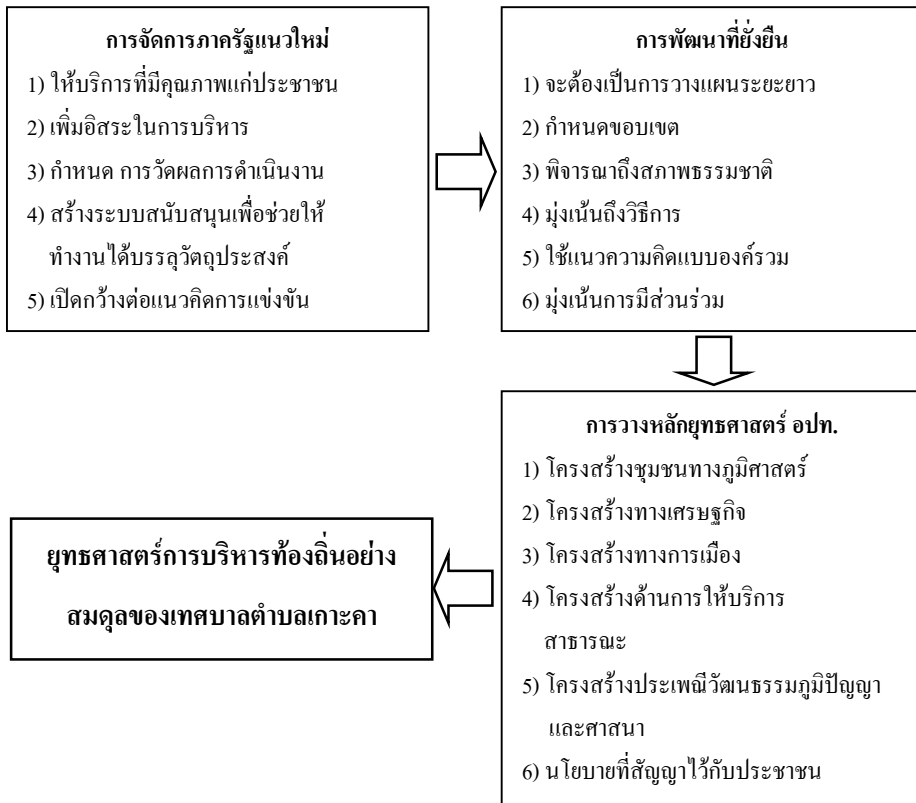 การจัดการภาครัฐแนวใหม่
1) ให้บริการที่มีคุณภาพแก่ประชาชน
2) เพิ่มอิสระในการบริหาร
3) กำหนด การวัดผลการดำเนินงาน
4) สร้างระบบสนับสนุนเพื่อช่วยให้
ทำงานได้บรรลุวัตถุประสงค์
5) เปิดกว้างต่อแนวคิดการแข่งขัน
การพัฒนาที่ยั่งยืน
1) จะต้องเป็นการวางแผนระยะยาว
2) กำหนดขอบเขต
3) พิจารณาถึงสภาพธรรมชาติ
4) มุ่งเน้นถึงวิธีการ
5) ใช้แนวความคิดแบบองค์รวม
6) มุ่งเน้นการมีส่วนร่วม
การวางหลักยุทธศาสตร์ อปท.
1) โครงสร้างชุมชนทางภูมิศาสตร์
2) โครงสร้างทางเศรษฐกิจ
3) โครงสร้างทางการเมือง
4) โครงสร้างด้านการให้บริการ
สาธารณะ
5) โครงสร้างประเพณีวัฒนธรรมภูมิปัญญา
และศาสนา
6) นโยบายที่สัญญาไว้กับประชาชน
ยุทธศาสตร์การบริหารท้องถิ่นอย่าง
สมดุลของเทศบาลตำบลเกาะคา